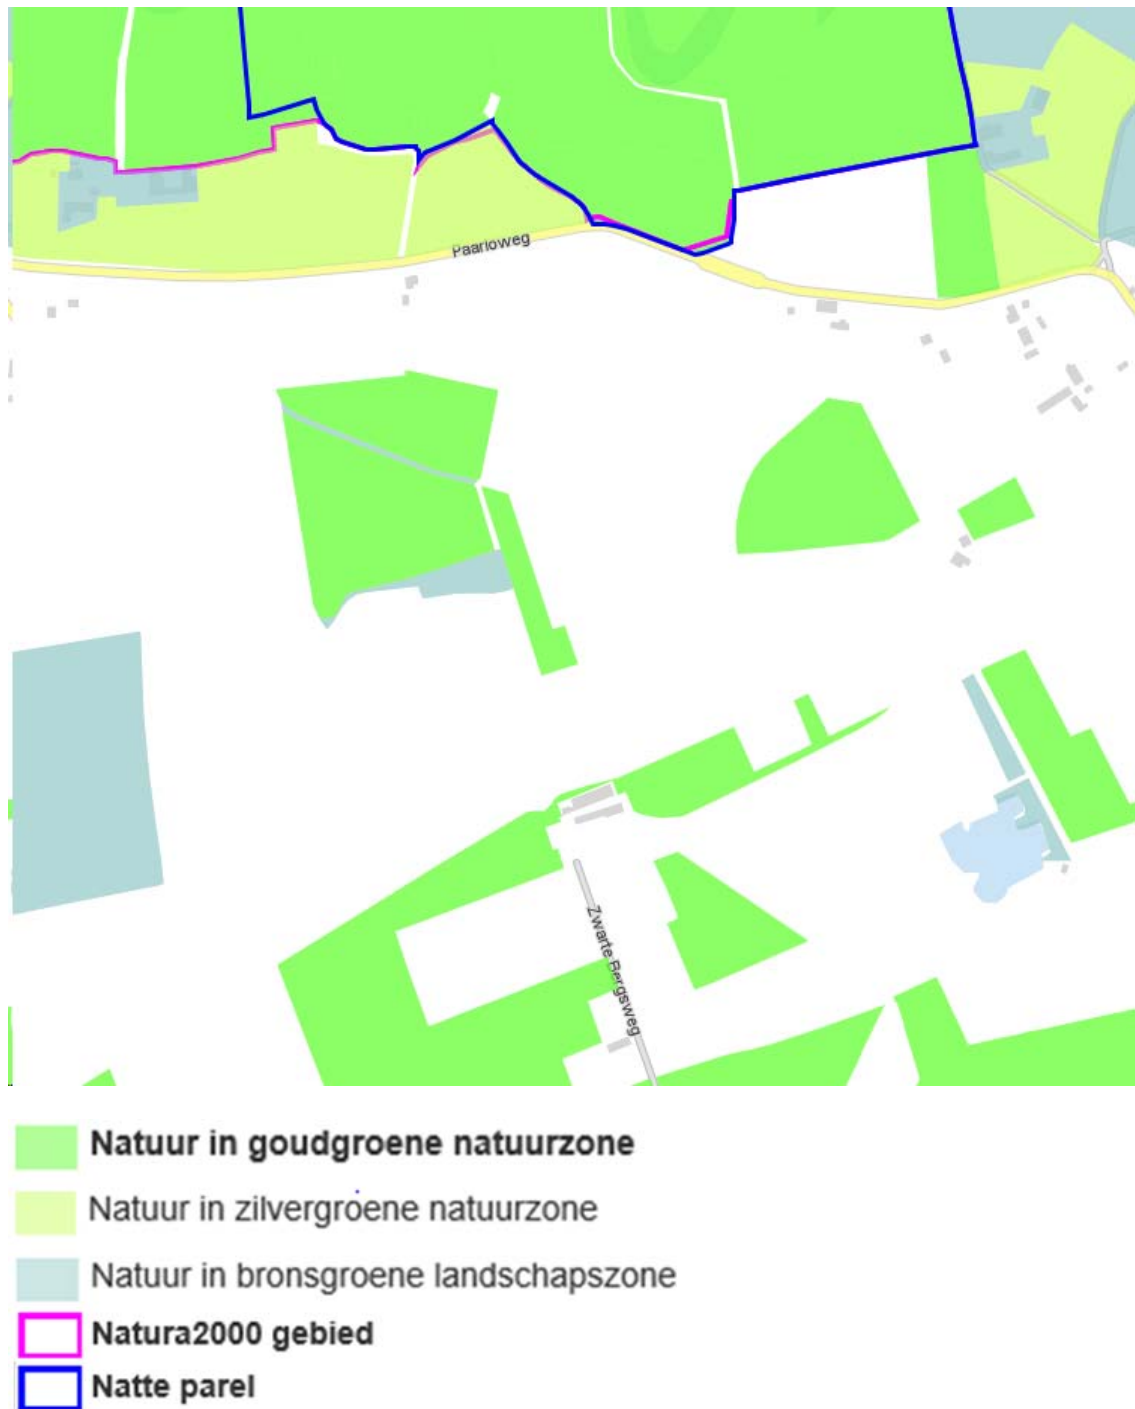 Paarloweg
Zwarte Bergsweg
Natuur in goudgroene natuurzone
Natuur in zilvergroene natuurzone
Natuur in bronsgroene landschapszone
Natura2000 gebied
Natte parel